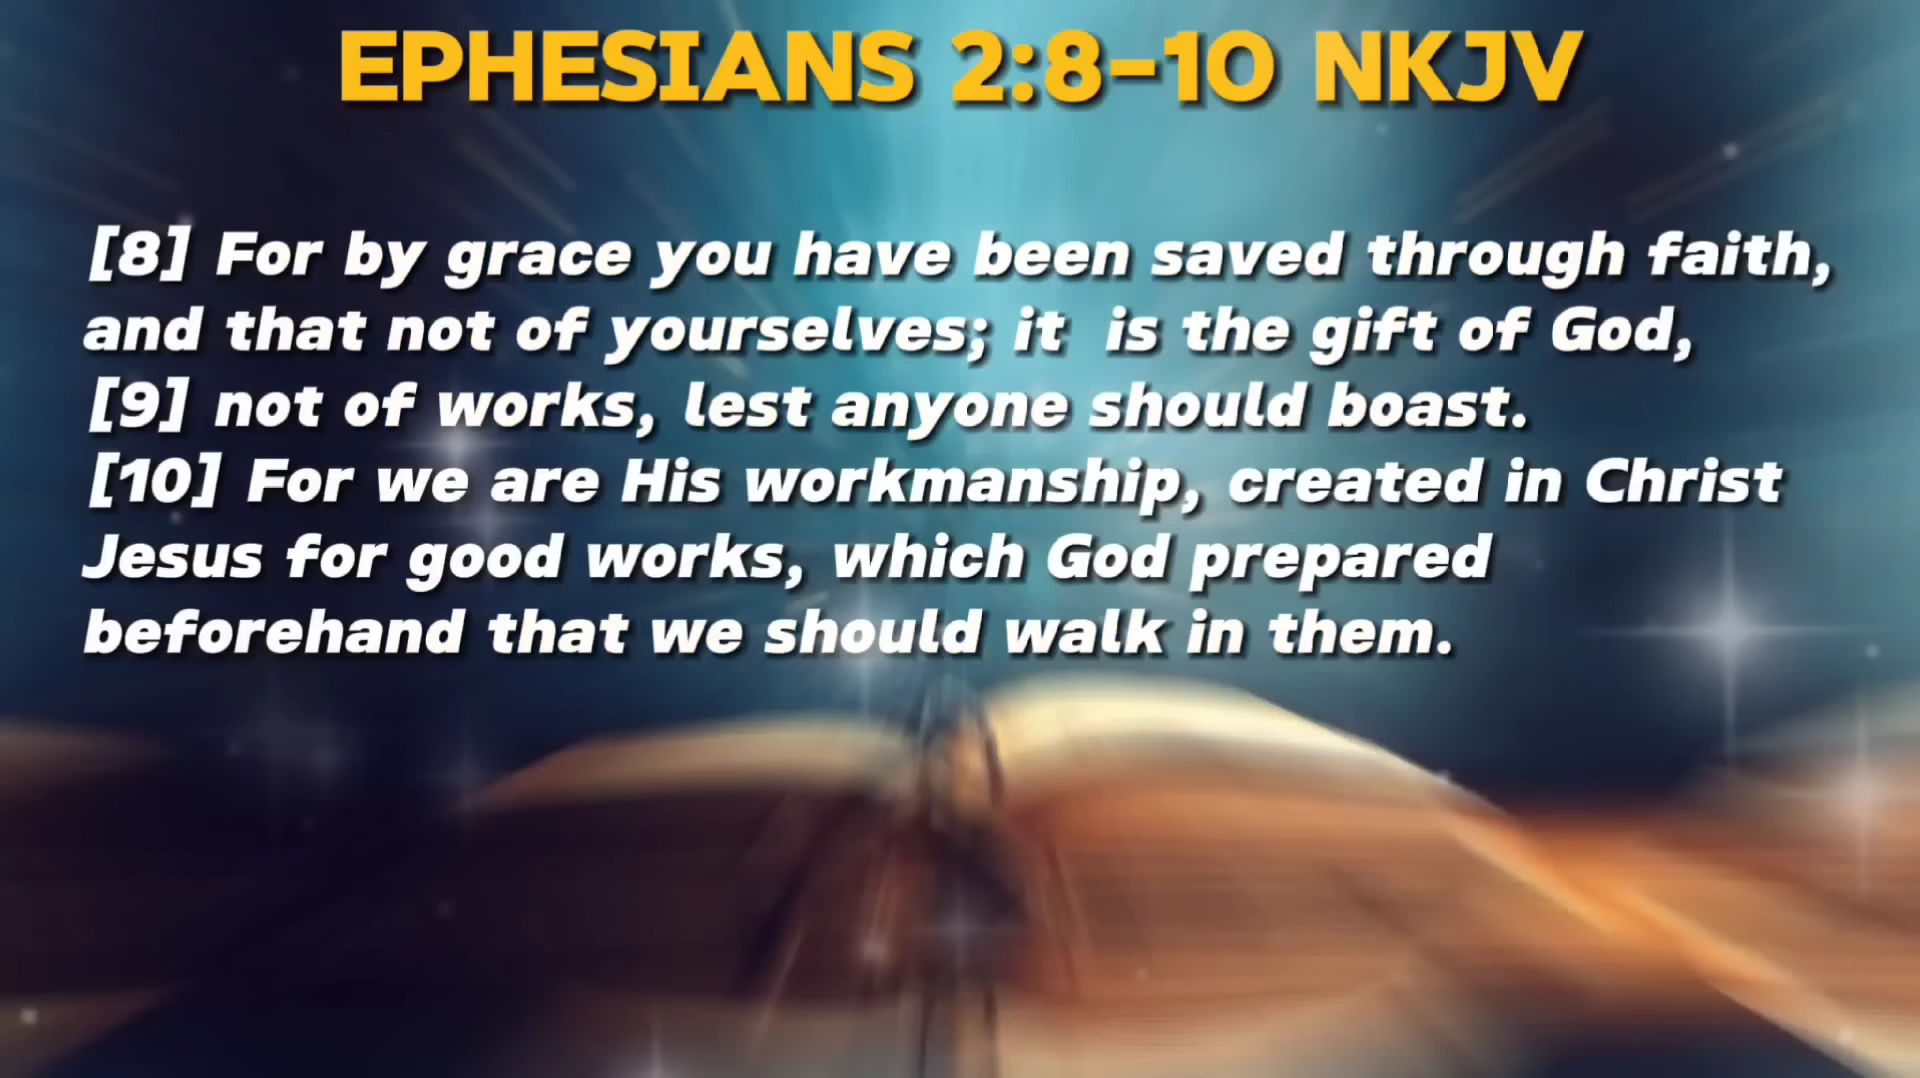 EPHESIANS 2:8-10 NKJV
[8] For by grace you have been saved through faith,
and that not of yourselves; it  is the gift of God,
[9] not of works, lest anyone should boast.
[10] For we are His workmanship, created in Christ
Jesus for good works, which God prepared
beforehand that we should walk in them.